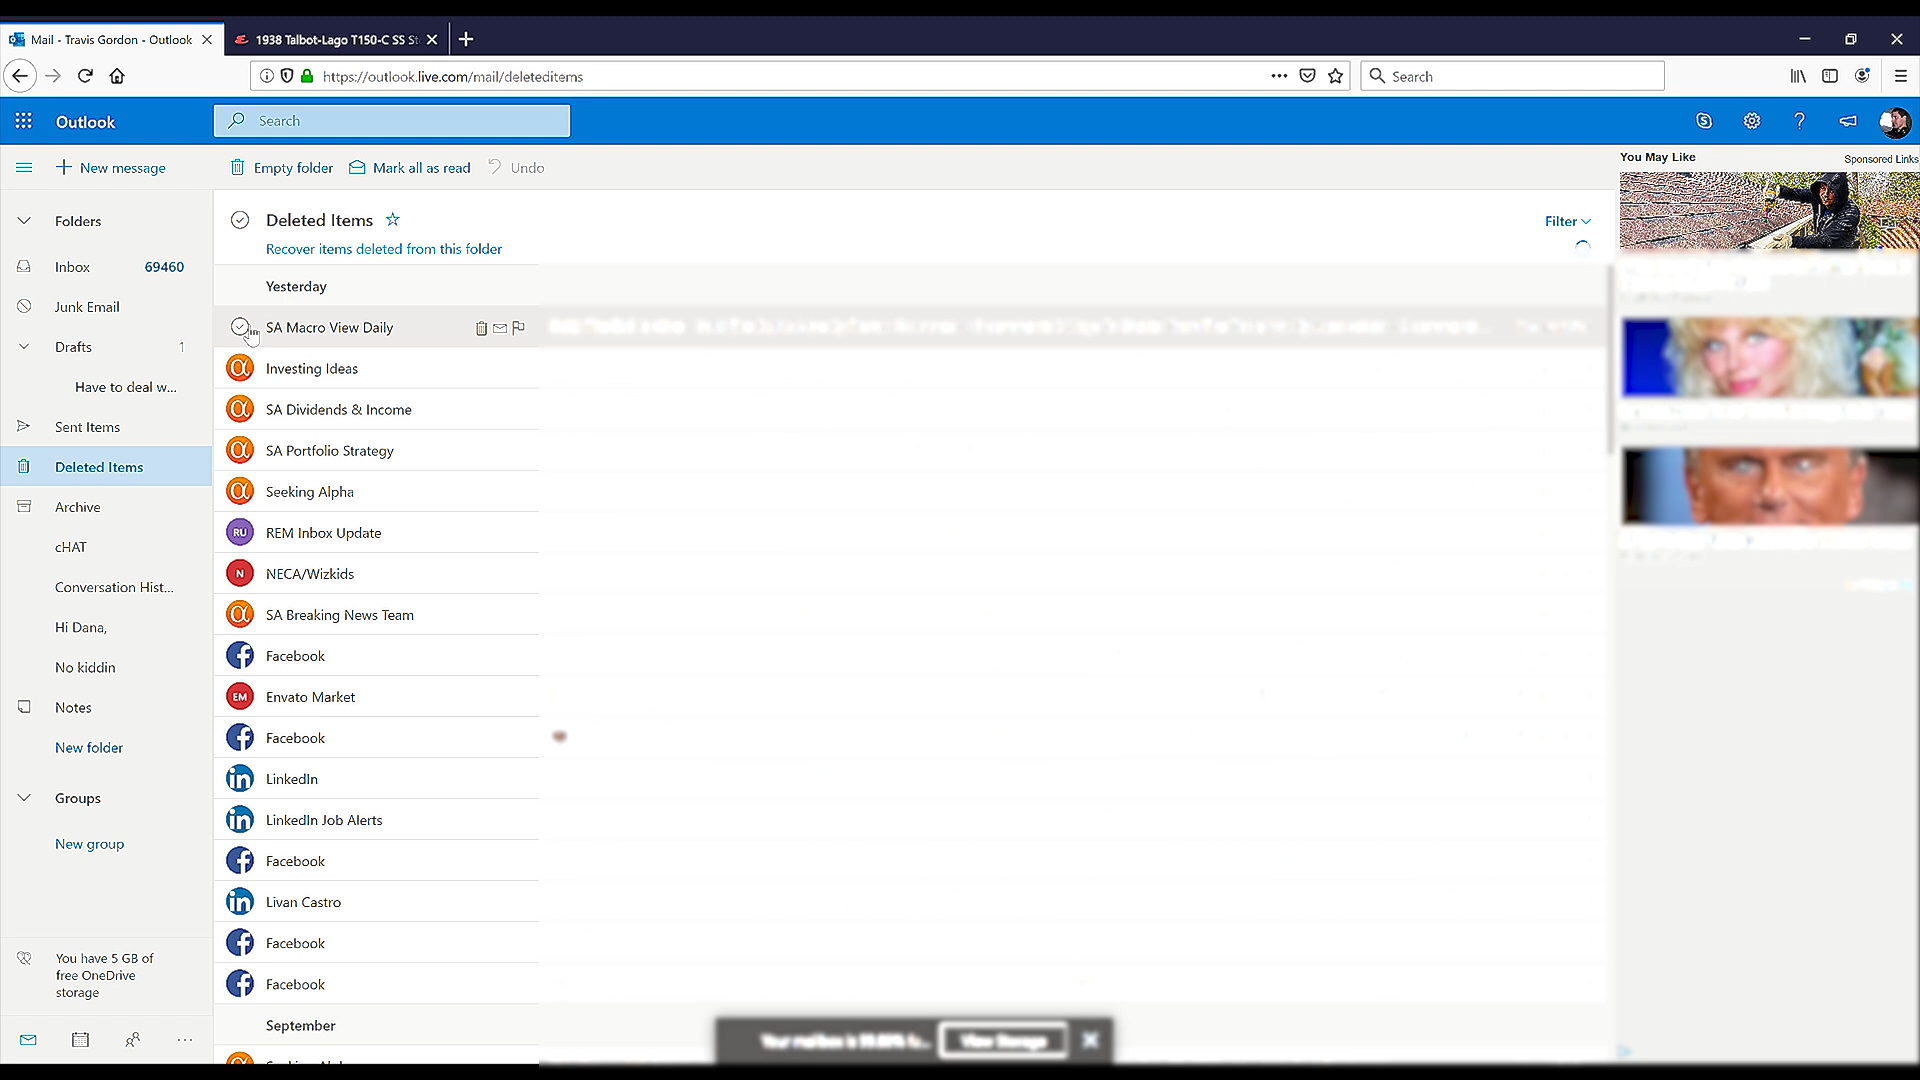 Mail - Travis Gordon - Outlook
1938 Talbot-Lago T150-C SS St
https://outlook.live.com/mail/deleteditems
Search
Outlook
Search
New message
Empty folder
Mark all as read
Undo
You May Like
Sponsored Links
Folders
Inbox 69460
Junk Email
Drafts 1
Have to deal w...
Sent Items
Deleted Items
Archive
cHAT
Conversation Hist...
Hi Dana,
No kiddin
Notes
New folder
Groups
New group
You have 5 GB of
free OneDrive
storage
Deleted Items
Filter
Recover items deleted from this folder
Yesterday
SA Macro View Daily
Investing Ideas
SA Dividends & Income
SA Portfolio Strategy
Seeking Alpha
RU REM Inbox Update
N NECA/Wizkids
SA Breaking News Team
Facebook
EM Envato Market
Facebook
LinkedIn
LinkedIn Job Alerts
Facebook
Livan Castro
Facebook
Facebook
September
View Storage